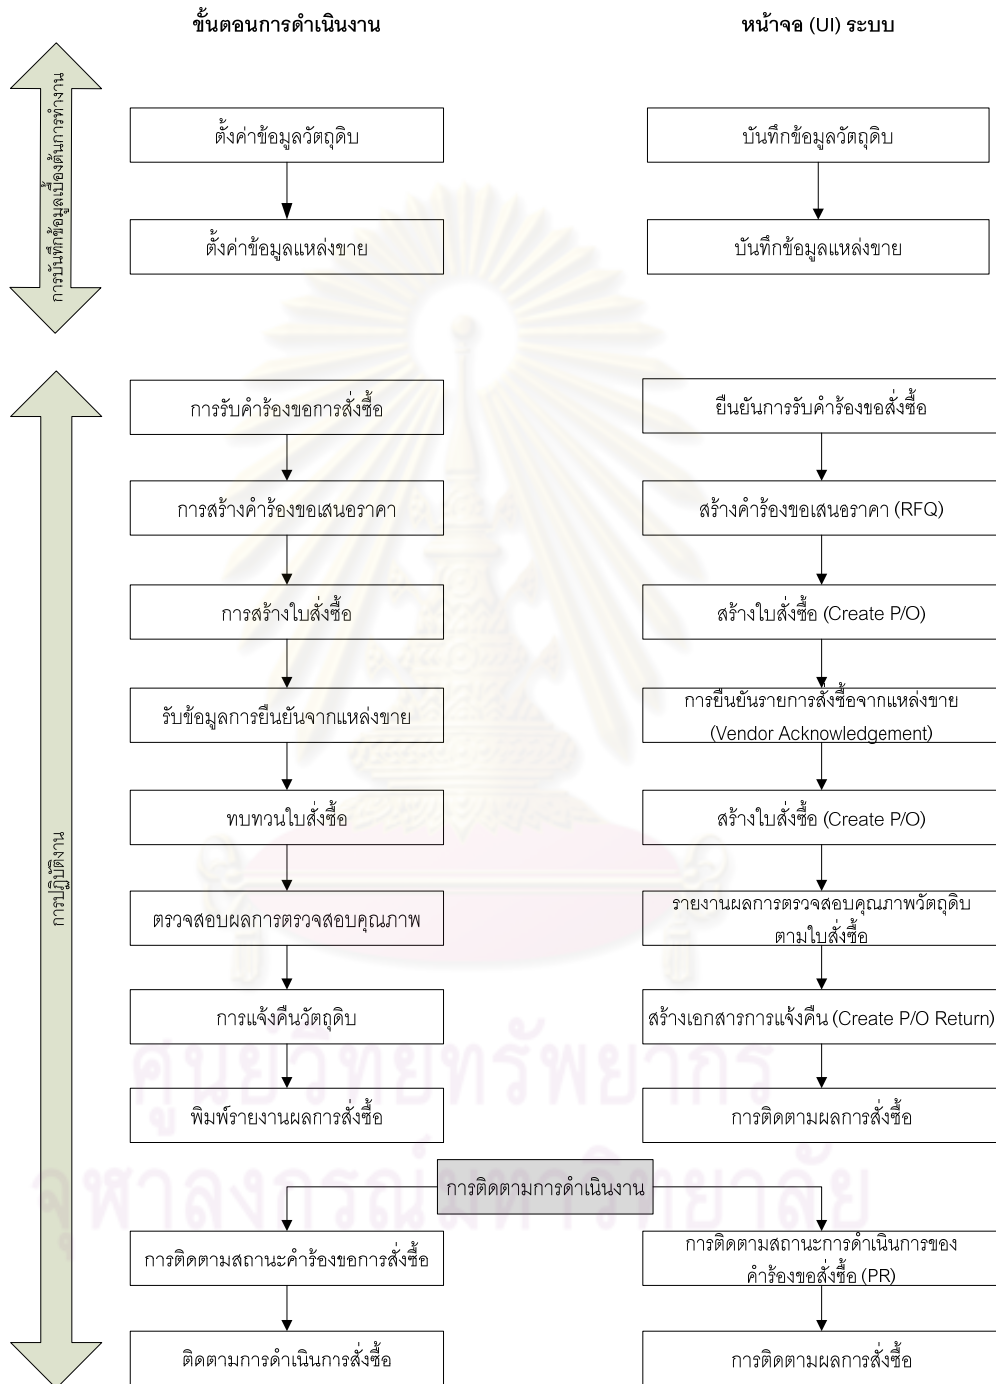 ขั้นตอนการดำเนินงาน
หน้าจอ (UI) ระบบ
การบันทึกข้อมูลเบื้องต้นการทำงาน
ตั้งค่าข้อมูลวัตถุดิบ
บันทึกข้อมูลวัตถุดิบ
ตั้งค่าข้อมูลแหล่งขาย
บันทึกข้อมูลแหล่งขาย
การปฏิบัติงาน
การรับคำร้องขอการสั่งซื้อ
ยืนยันการรับคำร้องขอสั่งซื้อ
การสร้างคำร้องขอเสนอราคา
สร้างคำร้องขอเสนอราคา (RFQ)
การสร้างใบสั่งซื้อ
สร้างใบสั่งซื้อ (Create P/O)
รับข้อมูลการยืนยันจากแหล่งขาย
การยืนยันรายการสั่งซื้อจากแหล่งขาย
(Vendor Acknowledgement)
ทบทวนใบสั่งซื้อ
สร้างใบสั่งซื้อ (Create P/O)
ตรวจสอบผลการตรวจสอบคุณภาพ
รายงานผลการตรวจสอบคุณภาพวัตถุดิบ
ตามใบสั่งซื้อ
การแจ้งคืนวัตถุดิบ
สร้างเอกสารการแจ้งคืน (Create P/O Return)
พิมพ์รายงานผลการสั่งซื้อ
การติดตามผลการสั่งซื้อ
การติดตามการดำเนินงาน
การติดตามสถานะคำร้องขอการสั่งซื้อ
การติดตามสถานะการดำเนินการของ
คำร้องขอสั่งซื้อ (PR)
ติดตามการดำเนินการสั่งซื้อ
การติดตามผลการสั่งซื้อ
ศูนย์วิทยทรัพยากร
จุฬาลงกรณ์มหาวิทยาลัย